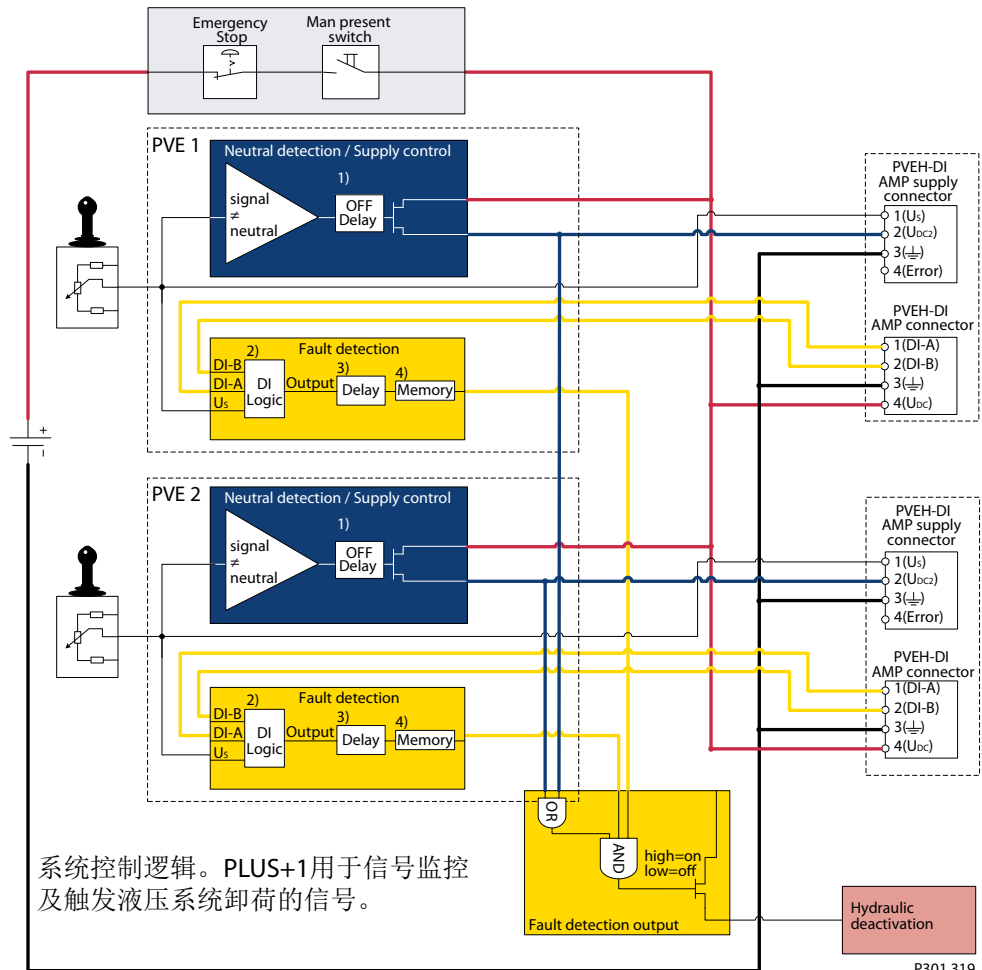 Emergency
Stop
Man present
switch
PVE 1
Neutral detection / Supply control
1)
signal
≠
neutral
OFF
Delay
PVEH-DI
AMP supply
connector
1(Us)
2(UDC2)
3(⏚)
4(Error)
2)
Fault detection
3)
4)
DI-B
DI-A
Us
DI
Logic
Output
Delay
Memory
PVEH-DI
AMP connector
1(DI-A)
2(DI-B)
3(⏚)
4(UDC)
+
−
PVE 2
Neutral detection / Supply control
1)
signal
≠
neutral
OFF
Delay
PVEH-DI
AMP supply
connector
1(Us)
2(UDC2)
3(⏚)
4(Error)
2)
Fault detection
3)
4)
DI-B
DI-A
Us
DI
Logic
Output
Delay
Memory
PVEH-DI
AMP connector
1(DI-A)
2(DI-B)
3(⏚)
4(UDC)
OR
AND
high=on
low=off
Fault detection output
系统控制逻辑。PLUS+1用于信号监控
及触发液压系统卸荷的信号。
Hydraulic
deactivation
P301 319